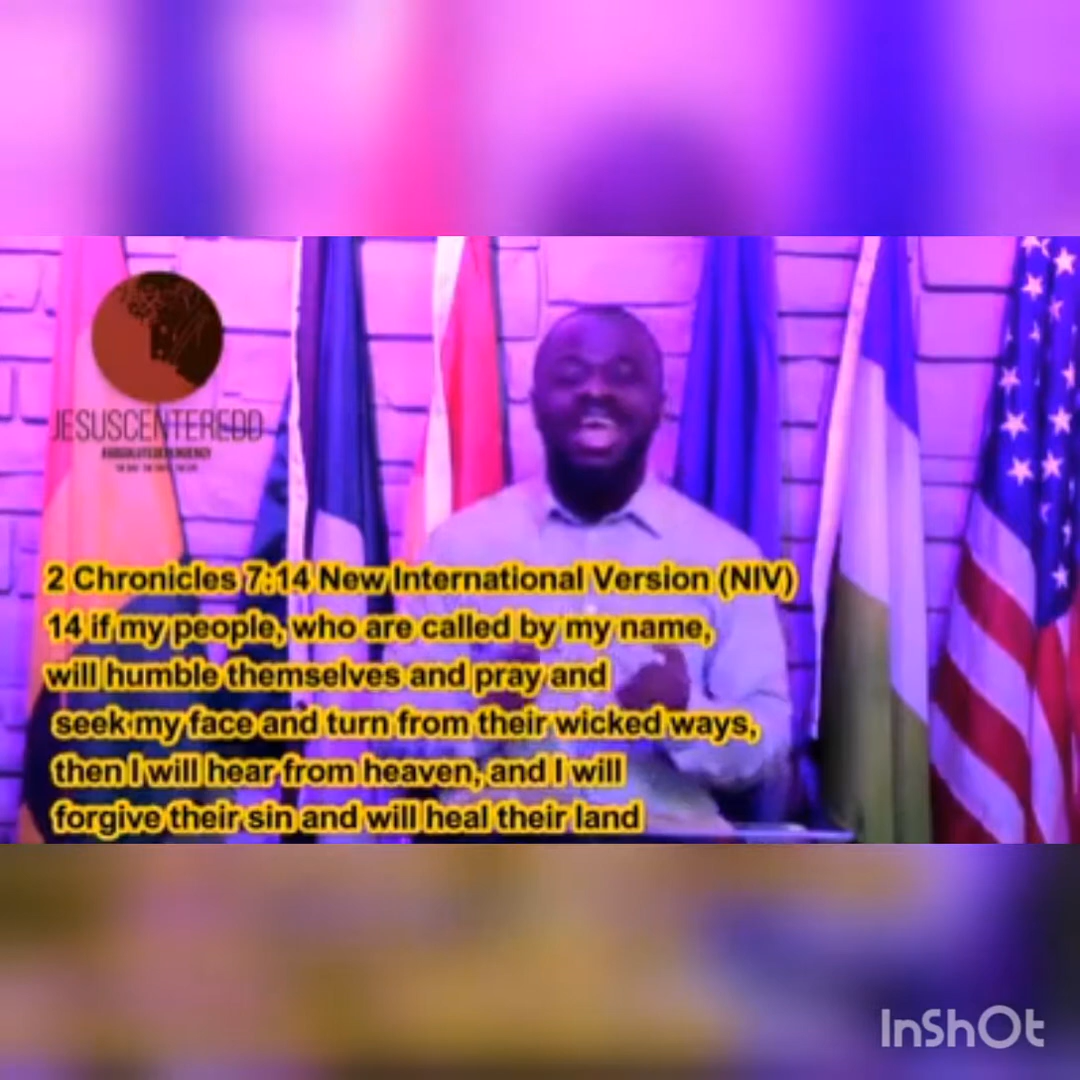 JESUSCENTEREDD
2 Chronicles 7:14 New International Version (NIV)
14 if my people, who are called by my name,
will humble themselves and pray and
seek my face and turn from their wicked ways,
then I will hear from heaven, and I will
forgive their sin and will heal their land
InShOt